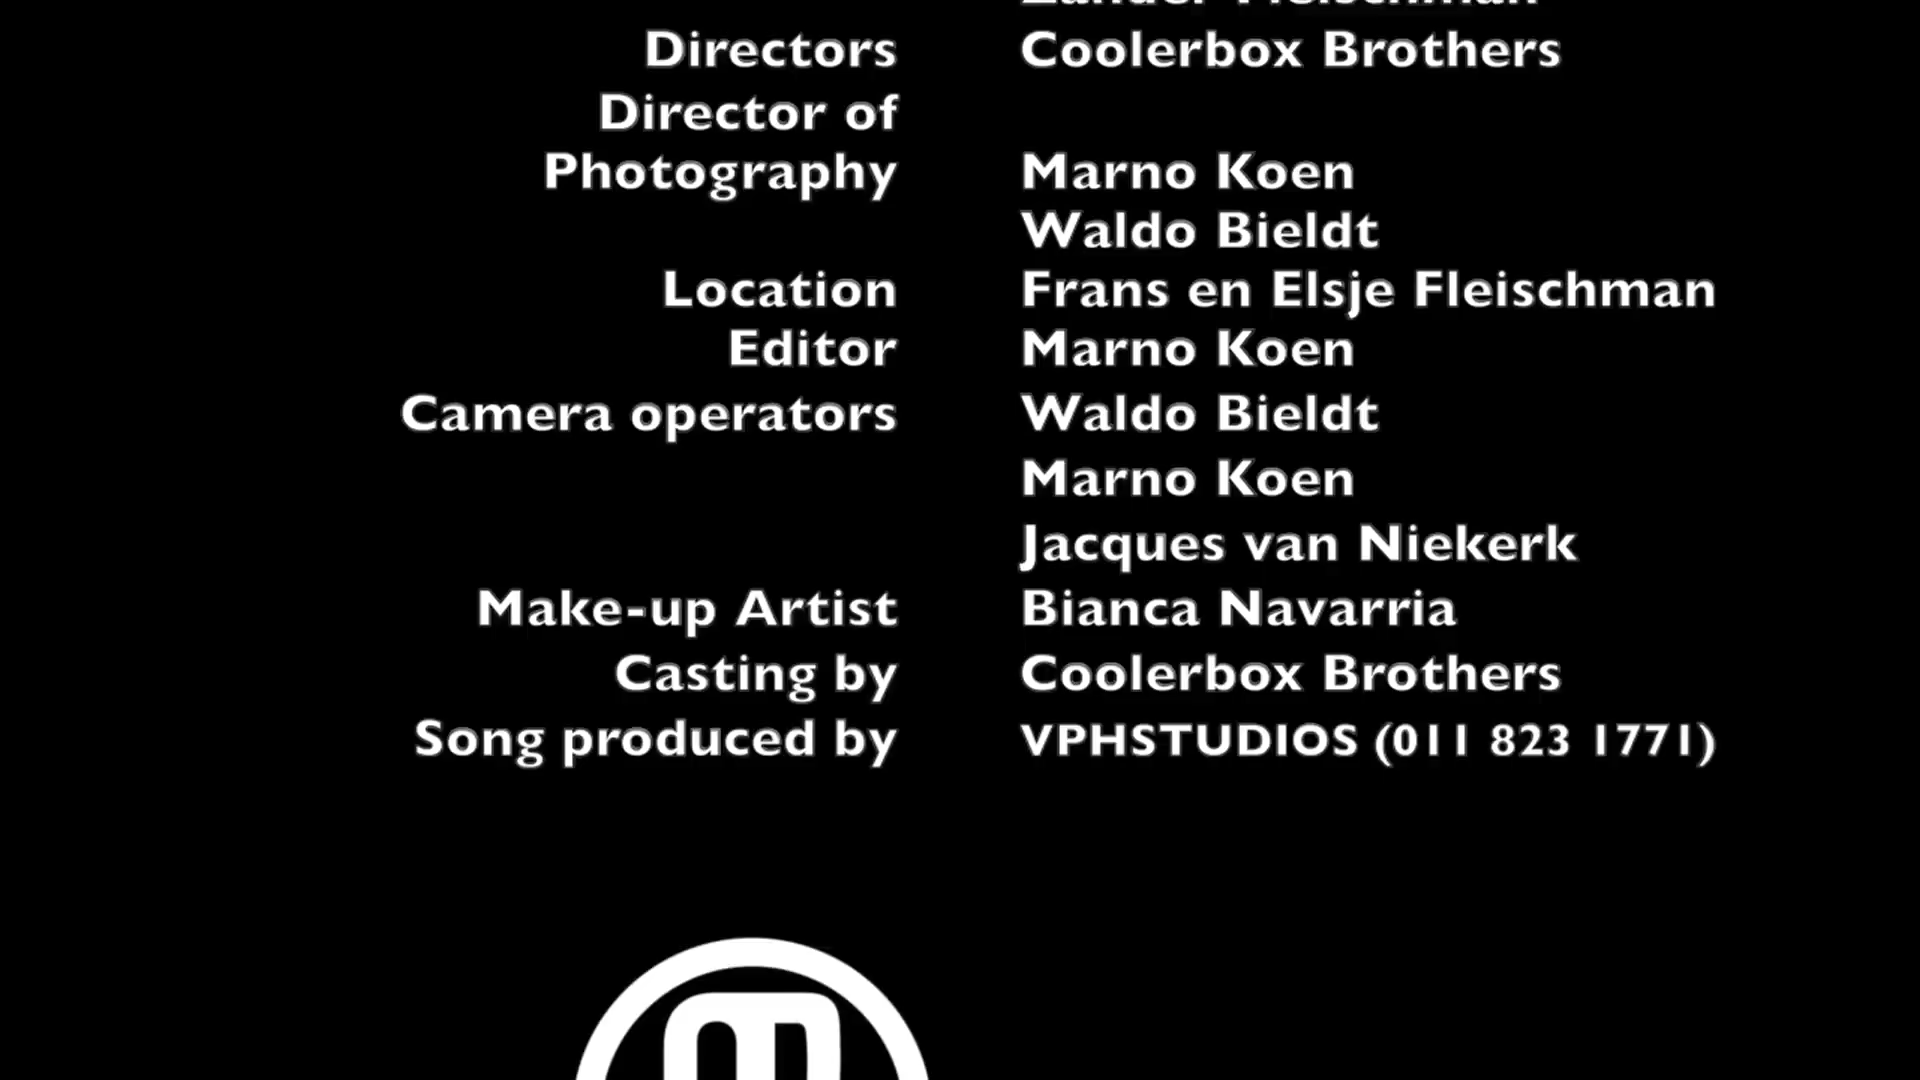 Zander Fleischman
Directors Coolerbox Brothers
Director of
Photography Marno Koen
Waldo Bieldt
Location Frans en Elsje Fleischman
Editor Marno Koen
Camera operators Waldo Bieldt
Marno Koen
Jacques van Niekerk
Make-up Artist Bianca Navarria
Casting by Coolerbox Brothers
Song produced by VPHSTUDIOS (011 823 1771)